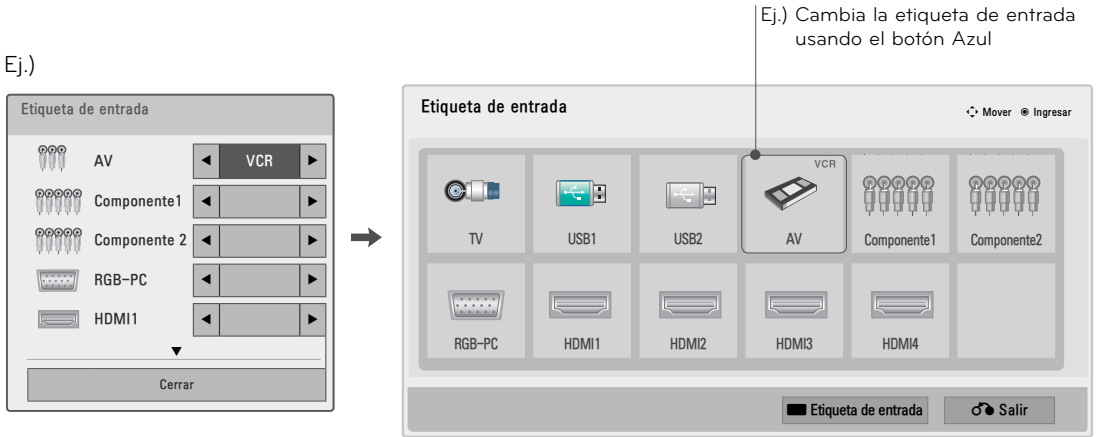 Ej.) Cambia la etiqueta de entrada
usando el botón Azul
Ej.)
Etiqueta de entrada
AV
VCR
Componente1
Componente 2
RGB-PC
HDMI1
Cerrar
Etiqueta de entrada
Mover
Ingresar
TV
USB1
USB2
VCR
AV
Componente1
Componente2
RGB-PC
HDMI1
HDMI2
HDMI3
HDMI4
Etiqueta de entrada
Salir